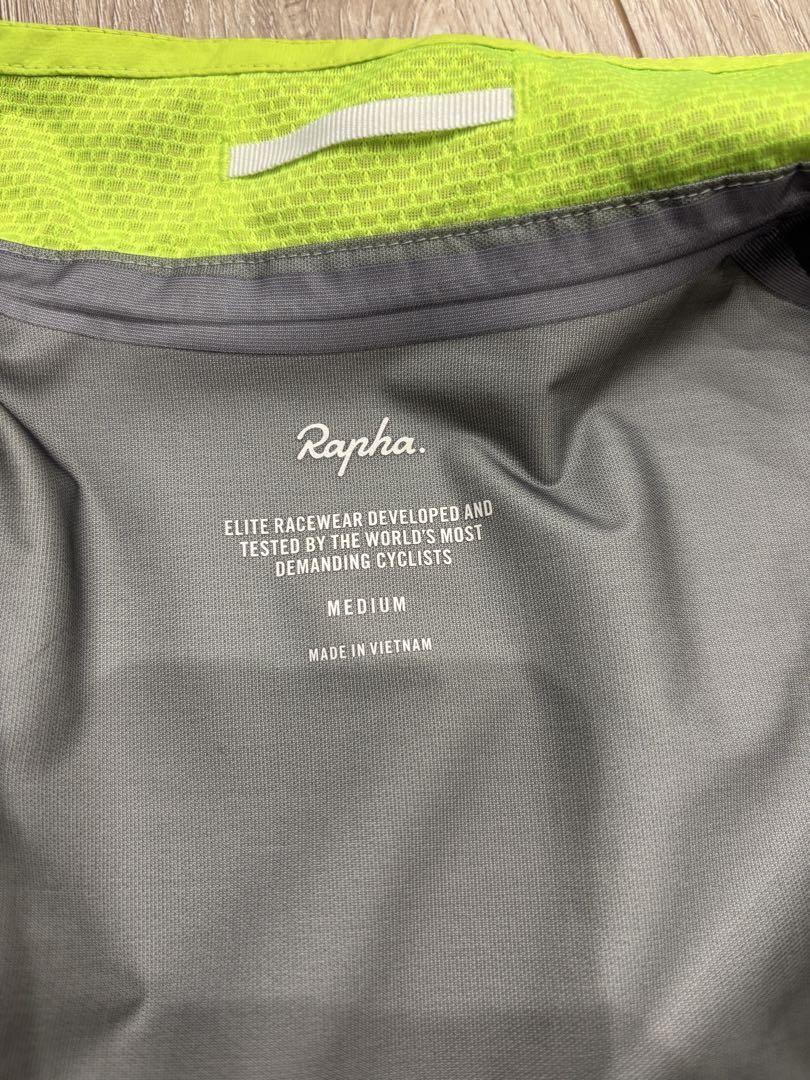 Rapha.
ELITE RACEWEAR DEVELOPED AND
TESTED BY THE WORLD'S MOST
DEMANDING CYCLISTS
MEDIUM
MADE IN VIETNAM